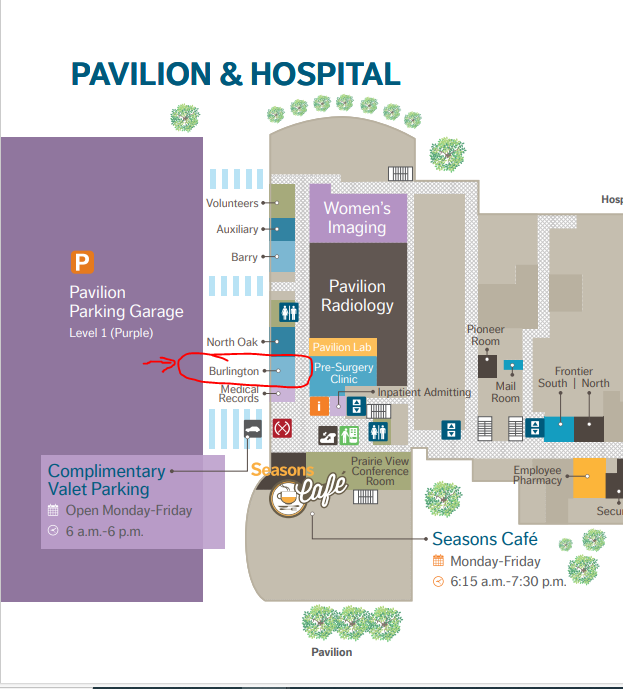 PAVILION & HOSPITAL
Hosp
Volunteers
Auxiliary
Barry
Women's
Imaging
P
Pavilion
Parking Garage
Level 1 (Purple)
Pavilion
Radiology
North Oak
Pavilion Lab
Burlington
Pre-Surgery
Clinic
Medical
Records
Inpatient Admitting
i
Pioneer
Room
Mail
Room
Frontier
South | North
Complimentary
Valet Parking
Open Monday-Friday
6 a.m.-6 p.m.
Seasons
Café
Prairie View
Conference
Room
Employee
Pharmacy
Secu
Seasons Café
Monday-Friday
6:15 a.m.-7:30 p.m.
Pavilion